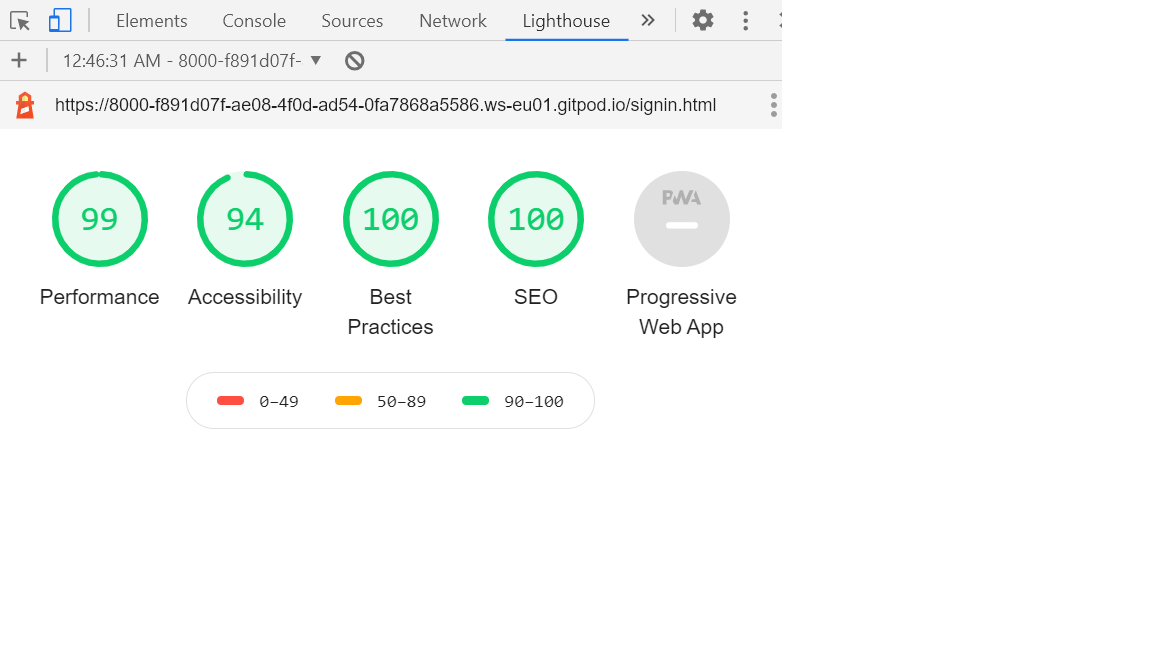 Elements Console Sources Network Lighthouse
12:46:31 AM - 8000-f891d07f-
https://8000-f891d07f-ae08-4f0d-ad54-0fa7868a5586.ws-eu01.gitpod.io/signin.html
99 94 100 100 PWA
Performance Accessibility Best Practices SEO Progressive Web App
0–49 50–89 90–100